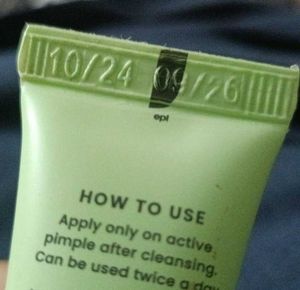 10/24 09/26
epl
HOW TO USE
Apply only on active
pimple after cleansing.
Can be used twice a day